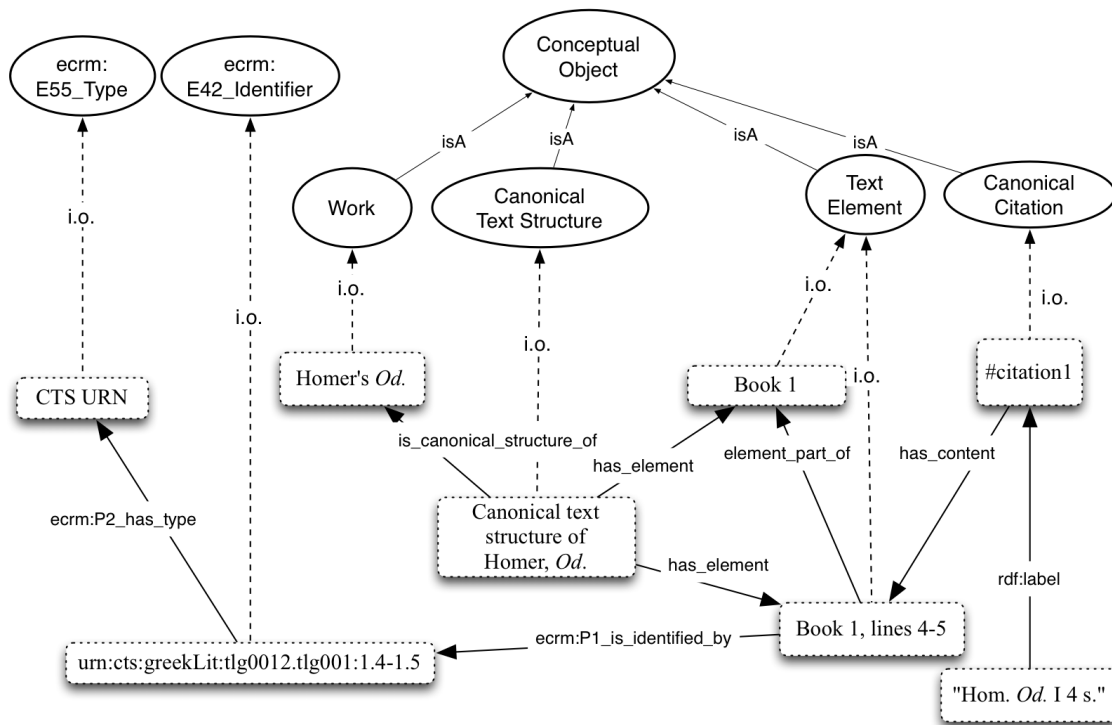 Conceptual
Object
ecrm:
E55_Type
ecrm:
E42_Identifier
isA
isA
isA
isA
Work
Canonical
Text Structure
Text
Element
Canonical
Citation
i.o.
i.o.
i.o.
i.o.
i.o.
i.o.
i.o.
CTS URN
Homer's Od.
Book 1
#citation1
is_canonical_structure_of
has_element
element_part_of
has_content
ecrm:P2_has_type
Canonical text
structure of
Homer, Od.
has_element
rdf:label
ecrm:P1_is_identified_by
Book 1, lines 4-5
urn:cts:greekLit:tlg0012.tlg001:1.4-1.5
"Hom. Od. I 4 s."